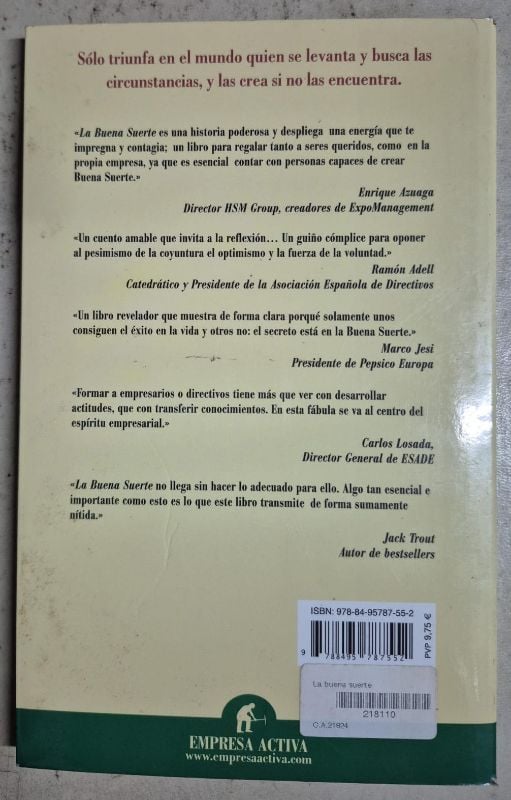 Sólo triunfa en el mundo quien se levanta y busca las
circunstancias, y las crea si no las encuentra.
«La Buena Suerte es una historia poderosa y despliega una energía que te
impregna y contagia; un libro para regalar tanto a seres queridos, como en la
propia empresa, ya que es esencial contar con personas capaces de crear
Buena Suerte.»
Enrique Azuaga
Director HSM Group, creadores de ExpoManagement
«Un cuento amable que invita a la reflexión... Un guiño cómplice para oponer
al pesimismo de la coyuntura el optimismo y la fuerza de la voluntad.»
Ramón Adell
Catedrático y Presidente de la Asociación Española de Directivos
«Un libro revelador que muestra de forma clara porqué solamente unos
consiguen el éxito en la vida y otros no: el secreto está en la Buena Suerte.»
Marco Jesi
Presidente de Pepsico Europa
«Formar a empresarios o directivos tiene más que ver con desarrollar
actitudes, que con transferir conocimientos. En esta fábula se va al centro del
espíritu empresarial.»
Carlos Losada,
Director General de ESADE
«La Buena Suerte no llega sin hacer lo adecuado para ello. Algo tan esencial e
importante como esto es lo que este libro transmite de forma sumamente
nítida.»
Jack Trout
Autor de bestsellers
ISBN: 978-84-95787-55-2
9 788495 787552
PVP 9,75 €
La buena suerte
218110
C.A.21824
EMPRESA ACTIVA
www.empresaactiva.com